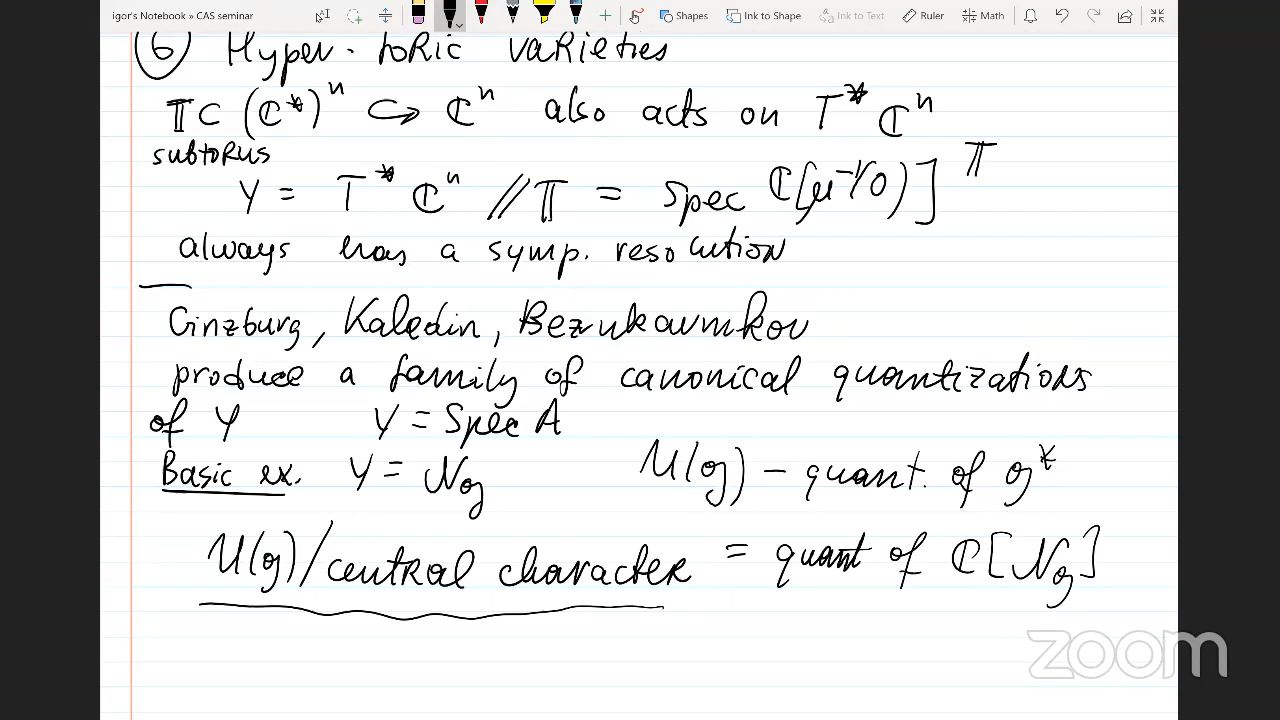 igor's Notebook » CAS seminar
Shapes Ink to Shape Ink to Text Ruler Math
⑥ Hyper-toric varieties
𝕋 ⊂ (ℂ*)ⁿ ↪ ℂⁿ also acts on T*ℂⁿ
subtorus
Y = T*ℂⁿ // 𝕋 = spec ℂ[μ⁻¹(0)]^𝕋
always has a symp. resolution
Ginzburg, Kaledin, Bezrukavnikov
produce a family of canonical quantizations
of Y Y = Spec A
Basic ex. Y = N_g U(g) – quant. of g*
U(g)/central character = quant of ℂ[N_g]
zoom